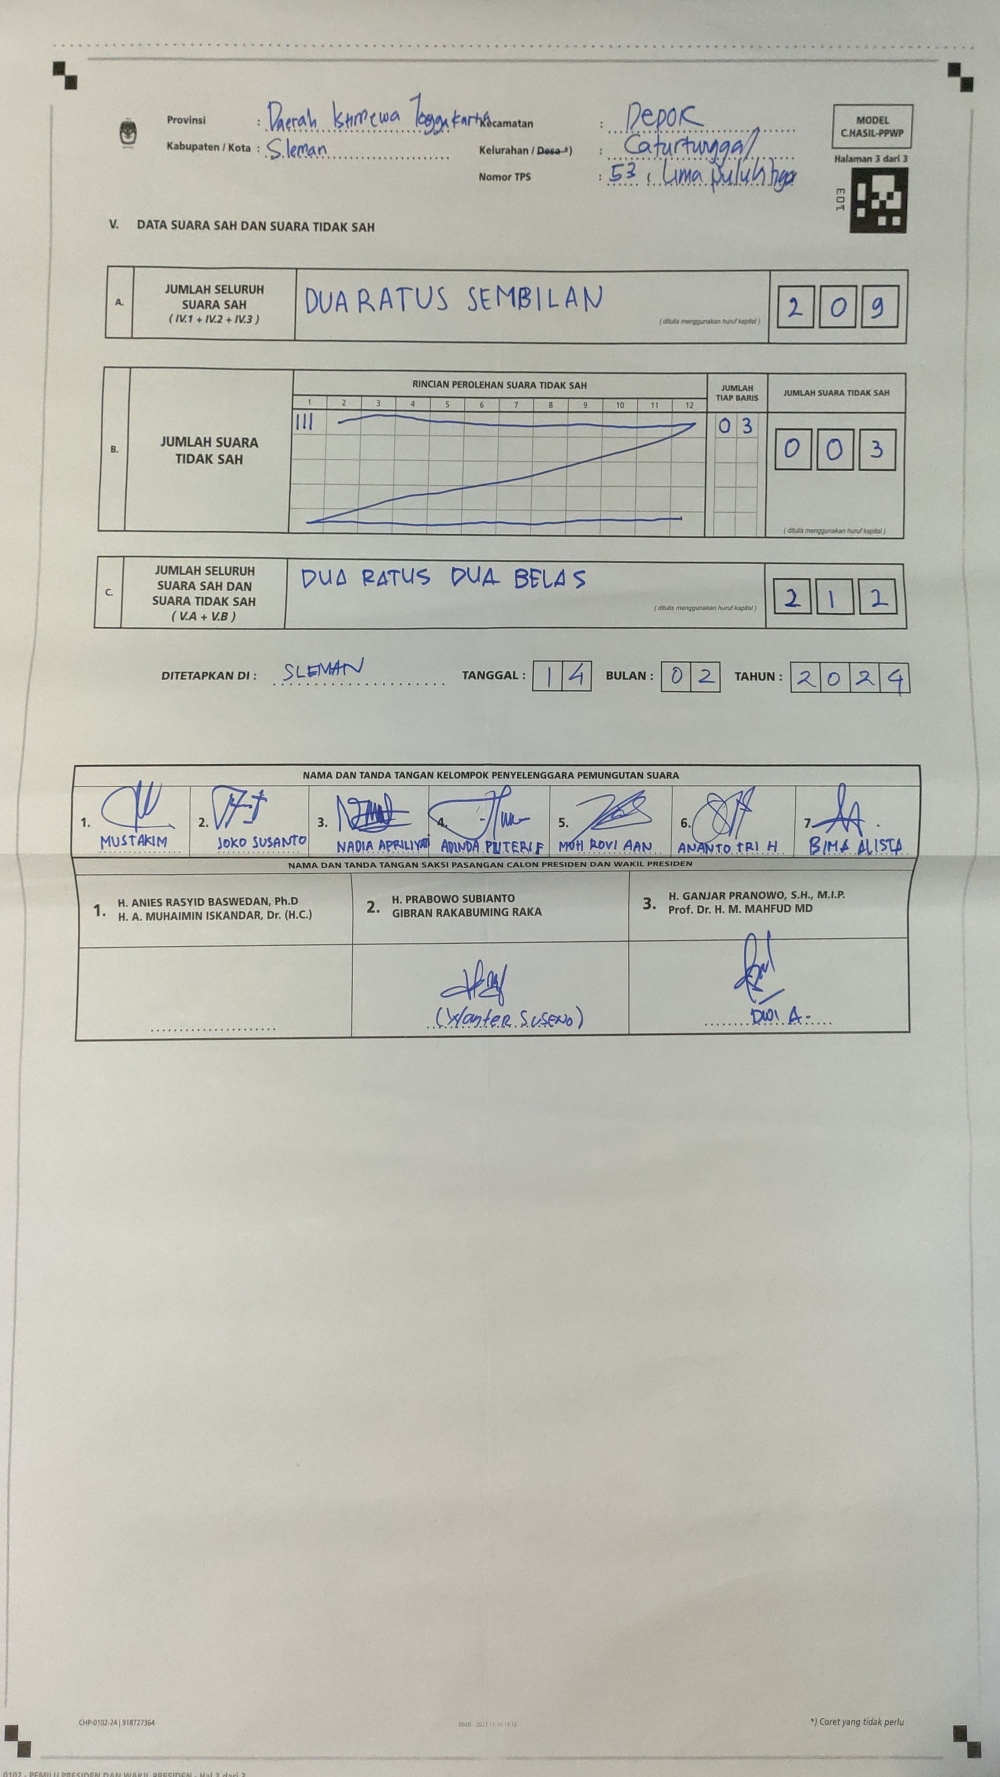 Provinsi : Daerah Istimewa Yogyakarta
Kabupaten / Kota : Sleman
Kecamatan : Depok
Kelurahan / Desa *) : Caturtunggal
Nomor TPS : 53, Lima puluh tiga
MODEL
C.HASIL-PPWP
Halaman 3 dari 3
103
V. DATA SUARA SAH DAN SUARA TIDAK SAH
A. JUMLAH SELURUH
SUARA SAH
( IV.1 + IV.2 + IV.3 )
DUA RATUS SEMBILAN
( ditulis menggunakan huruf kapital )
2 0 9
B. JUMLAH SUARA
TIDAK SAH
RINCIAN PEROLEHAN SUARA TIDAK SAH
1 2 3 4 5 6 7 8 9 10 11 12
III
JUMLAH
TIAP BARIS
0 3
JUMLAH SUARA TIDAK SAH
0 0 3
( ditulis menggunakan huruf kapital )
C. JUMLAH SELURUH
SUARA SAH DAN
SUARA TIDAK SAH
( V.A + V.B )
DUA RATUS DUA BELAS
( ditulis menggunakan huruf kapital )
2 1 2
DITETAPKAN DI : SLEMAN TANGGAL : 14 BULAN : 02 TAHUN : 2024
NAMA DAN TANDA TANGAN KELOMPOK PENYELENGGARA PEMUNGUTAN SUARA
1. 2. 3. 4. 5. 6. 7.
MUSTAKIM JOKO SUSANTO NADIA APRILIYA ADINDA PUTERI F MUH ROVI AAN ANANTO TRI H BIMA ALISTA
NAMA DAN TANDA TANGAN SAKSI PASANGAN CALON PRESIDEN DAN WAKIL PRESIDEN
1. H. ANIES RASYID BASWEDAN, Ph.D
H. A. MUHAIMIN ISKANDAR, Dr. (H.C.)
2. H. PRABOWO SUBIANTO
GIBRAN RAKABUMING RAKA
3. H. GANJAR PRANOWO, S.H., M.I.P.
Prof. Dr. H. M. MAHFUD MD
(Wanter SUSENO)
DWI A.
CHP-0102-24 | 918727364
*) Coret yang tidak perlu
0102 - PEMILU PRESIDEN DAN WAKIL PRESIDEN - Hal 3 dari 3